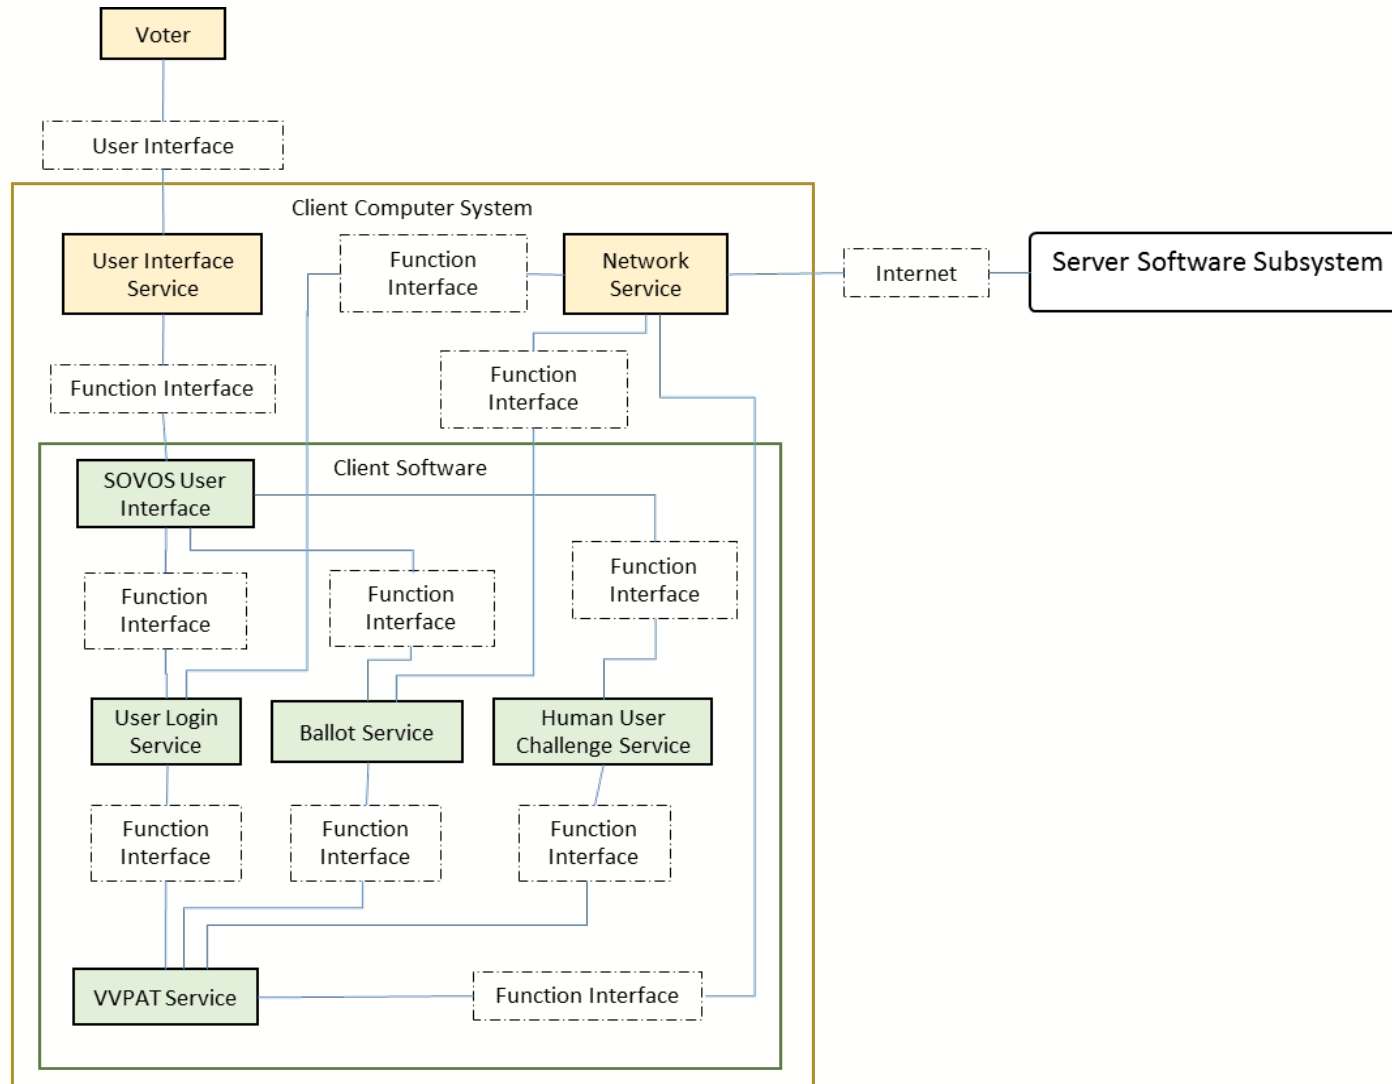 Voter
User Interface
Client Computer System
User Interface
Service
Function
Interface
Network
Service
Internet
Server Software Subsystem
Function Interface
Function
Interface
Client Software
SOVOS User
Interface
Function
Interface
Function
Interface
Function
Interface
User Login
Service
Ballot Service
Human User
Challenge Service
Function
Interface
Function
Interface
Function
Interface
VVPAT Service
Function Interface